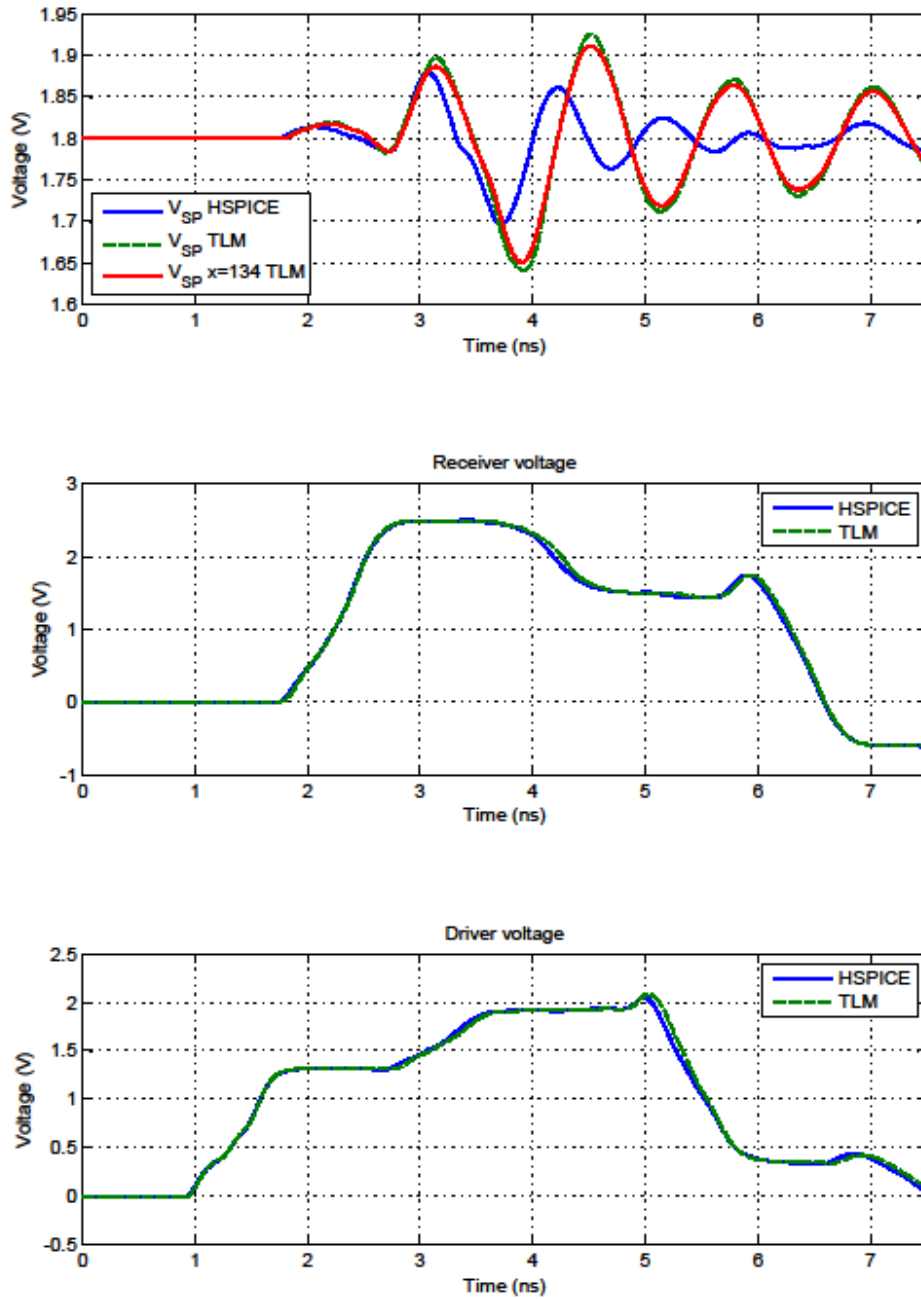 1.95
1.9
1.85
1.8
1.75
1.7
1.65
1.6
Voltage (V)
V_SP HSPICE
V_SP TLM
V_SP x=134 TLM
0 1 2 3 4 5 6 7
Time (ns)
Receiver voltage
3
2
1
0
-1
Voltage (V)
HSPICE
TLM
0 1 2 3 4 5 6 7
Time (ns)
Driver voltage
2.5
2
1.5
1
0.5
0
-0.5
Voltage (V)
HSPICE
TLM
0 1 2 3 4 5 6 7
Time (ns)